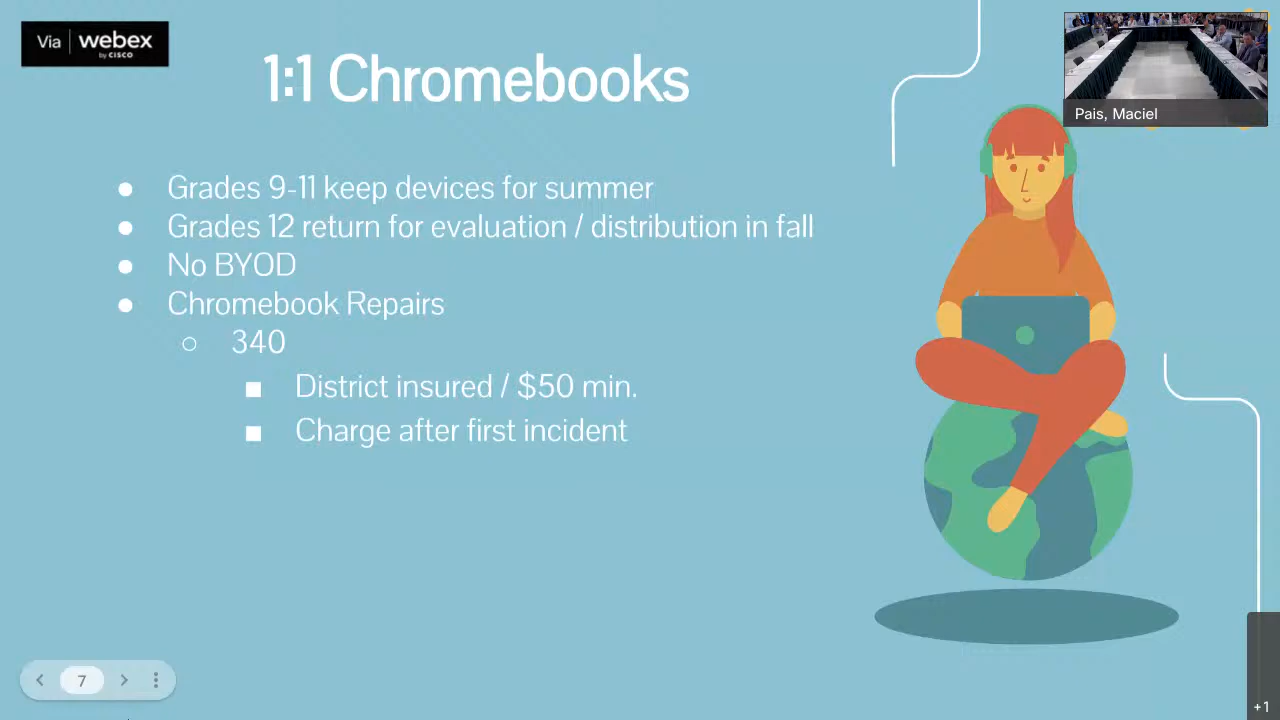 Via webex
by CISCO
1:1 Chromebooks
Pais, Maciel
● Grades 9-11 keep devices for summer
● Grades 12 return for evaluation / distribution in fall
● No BYOD
● Chromebook Repairs
○ 340
■ District insured / $50 min.
■ Charge after first incident
7
+1